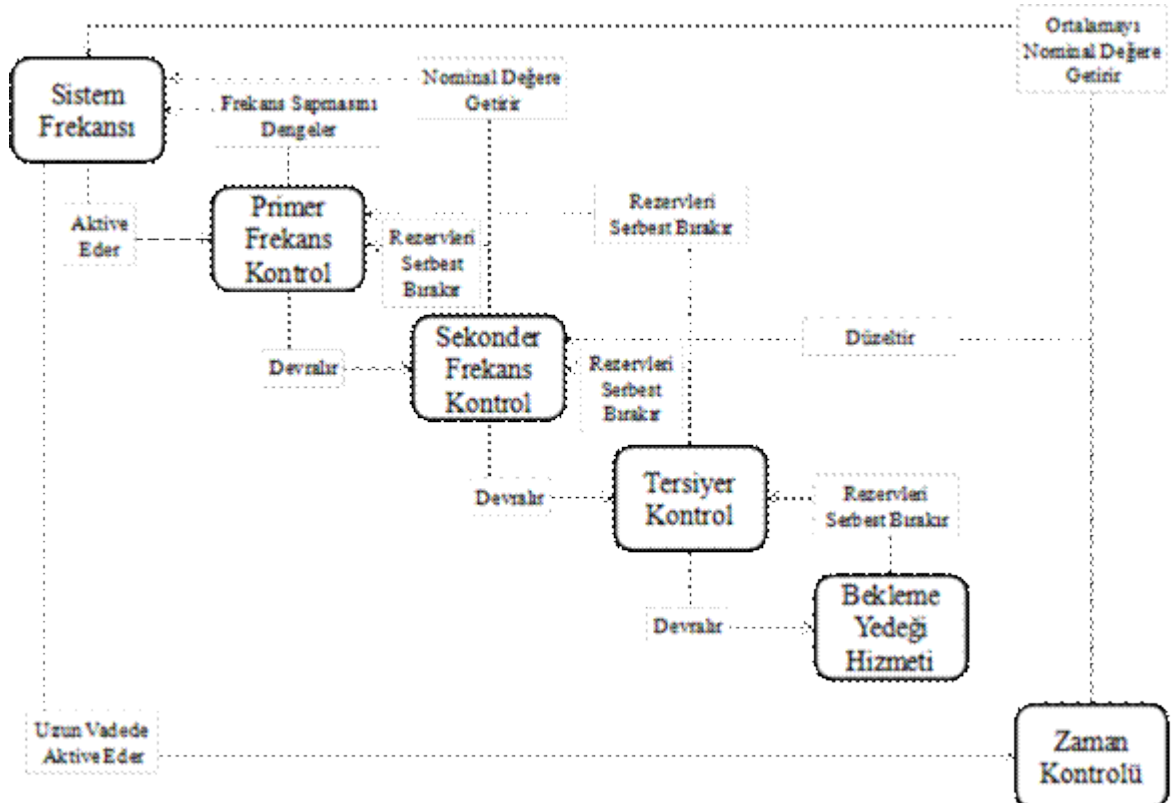 Ortalamayı
Nominal Değere
Getirir
Sistem
Frekansı
Nominal Değere
Getirir
Frekans Sapmasını
Dengeler
Aktive
Eder
Primer
Frekans
Kontrol
Rezervleri
Serbest
Bırakır
Rezervleri
Serbest Bırakır
Devralır
Sekonder
Frekans
Kontrol
Rezervleri
Serbest
Bırakır
Düzeltir
Devralır
Tersiyer
Kontrol
Rezervleri
Serbest Bırakır
Devralır
Bekleme
Yedeği
Hizmeti
Uzun Vadede
Aktive Eder
Zaman
Kontrolü